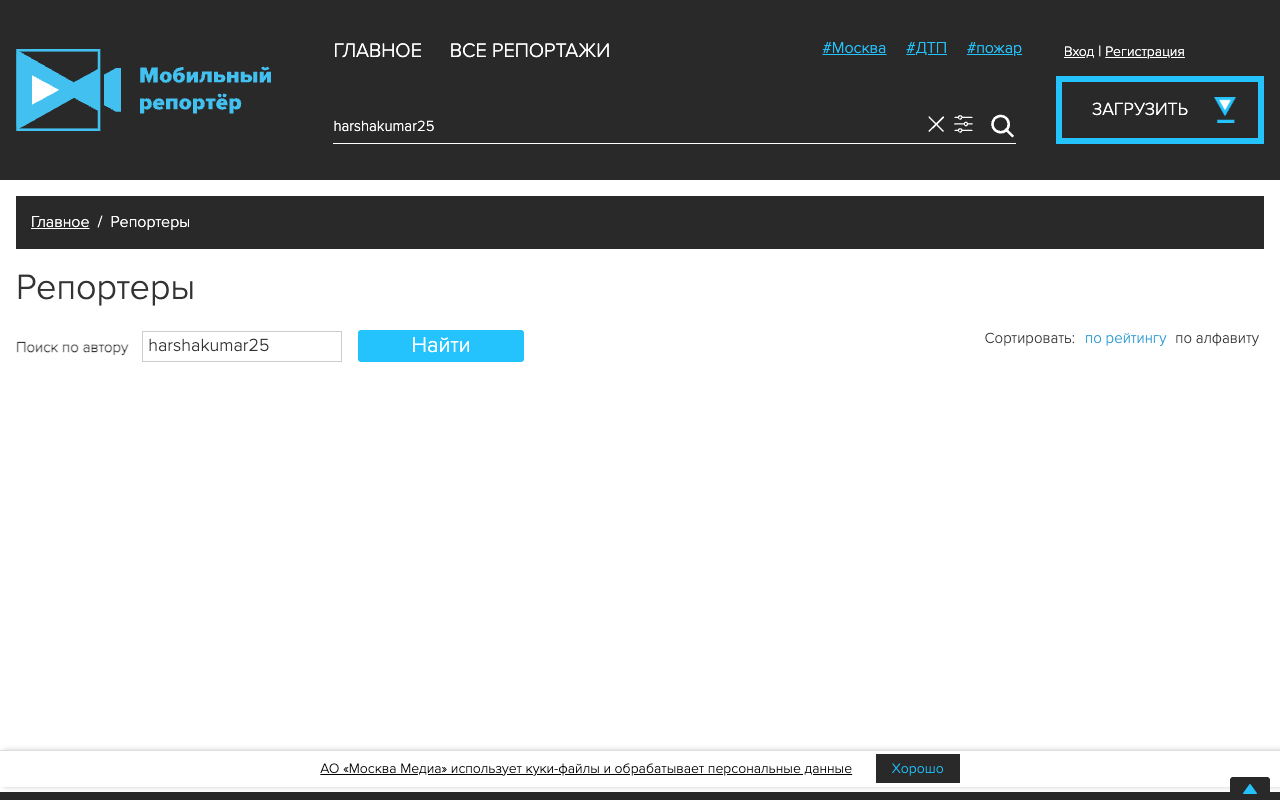 Мобильный
репортёр
ГЛАВНОЕ ВСЕ РЕПОРТАЖИ
#Москва #ДТП #пожар
Вход | Регистрация
harshakumar25
ЗАГРУЗИТЬ
Главное / Репортеры
Репортеры
Поиск по автору harshakumar25 Найти
Сортировать: по рейтингу по алфавиту
АО «Москва Медиа» использует куки-файлы и обрабатывает персональные данные Хорошо